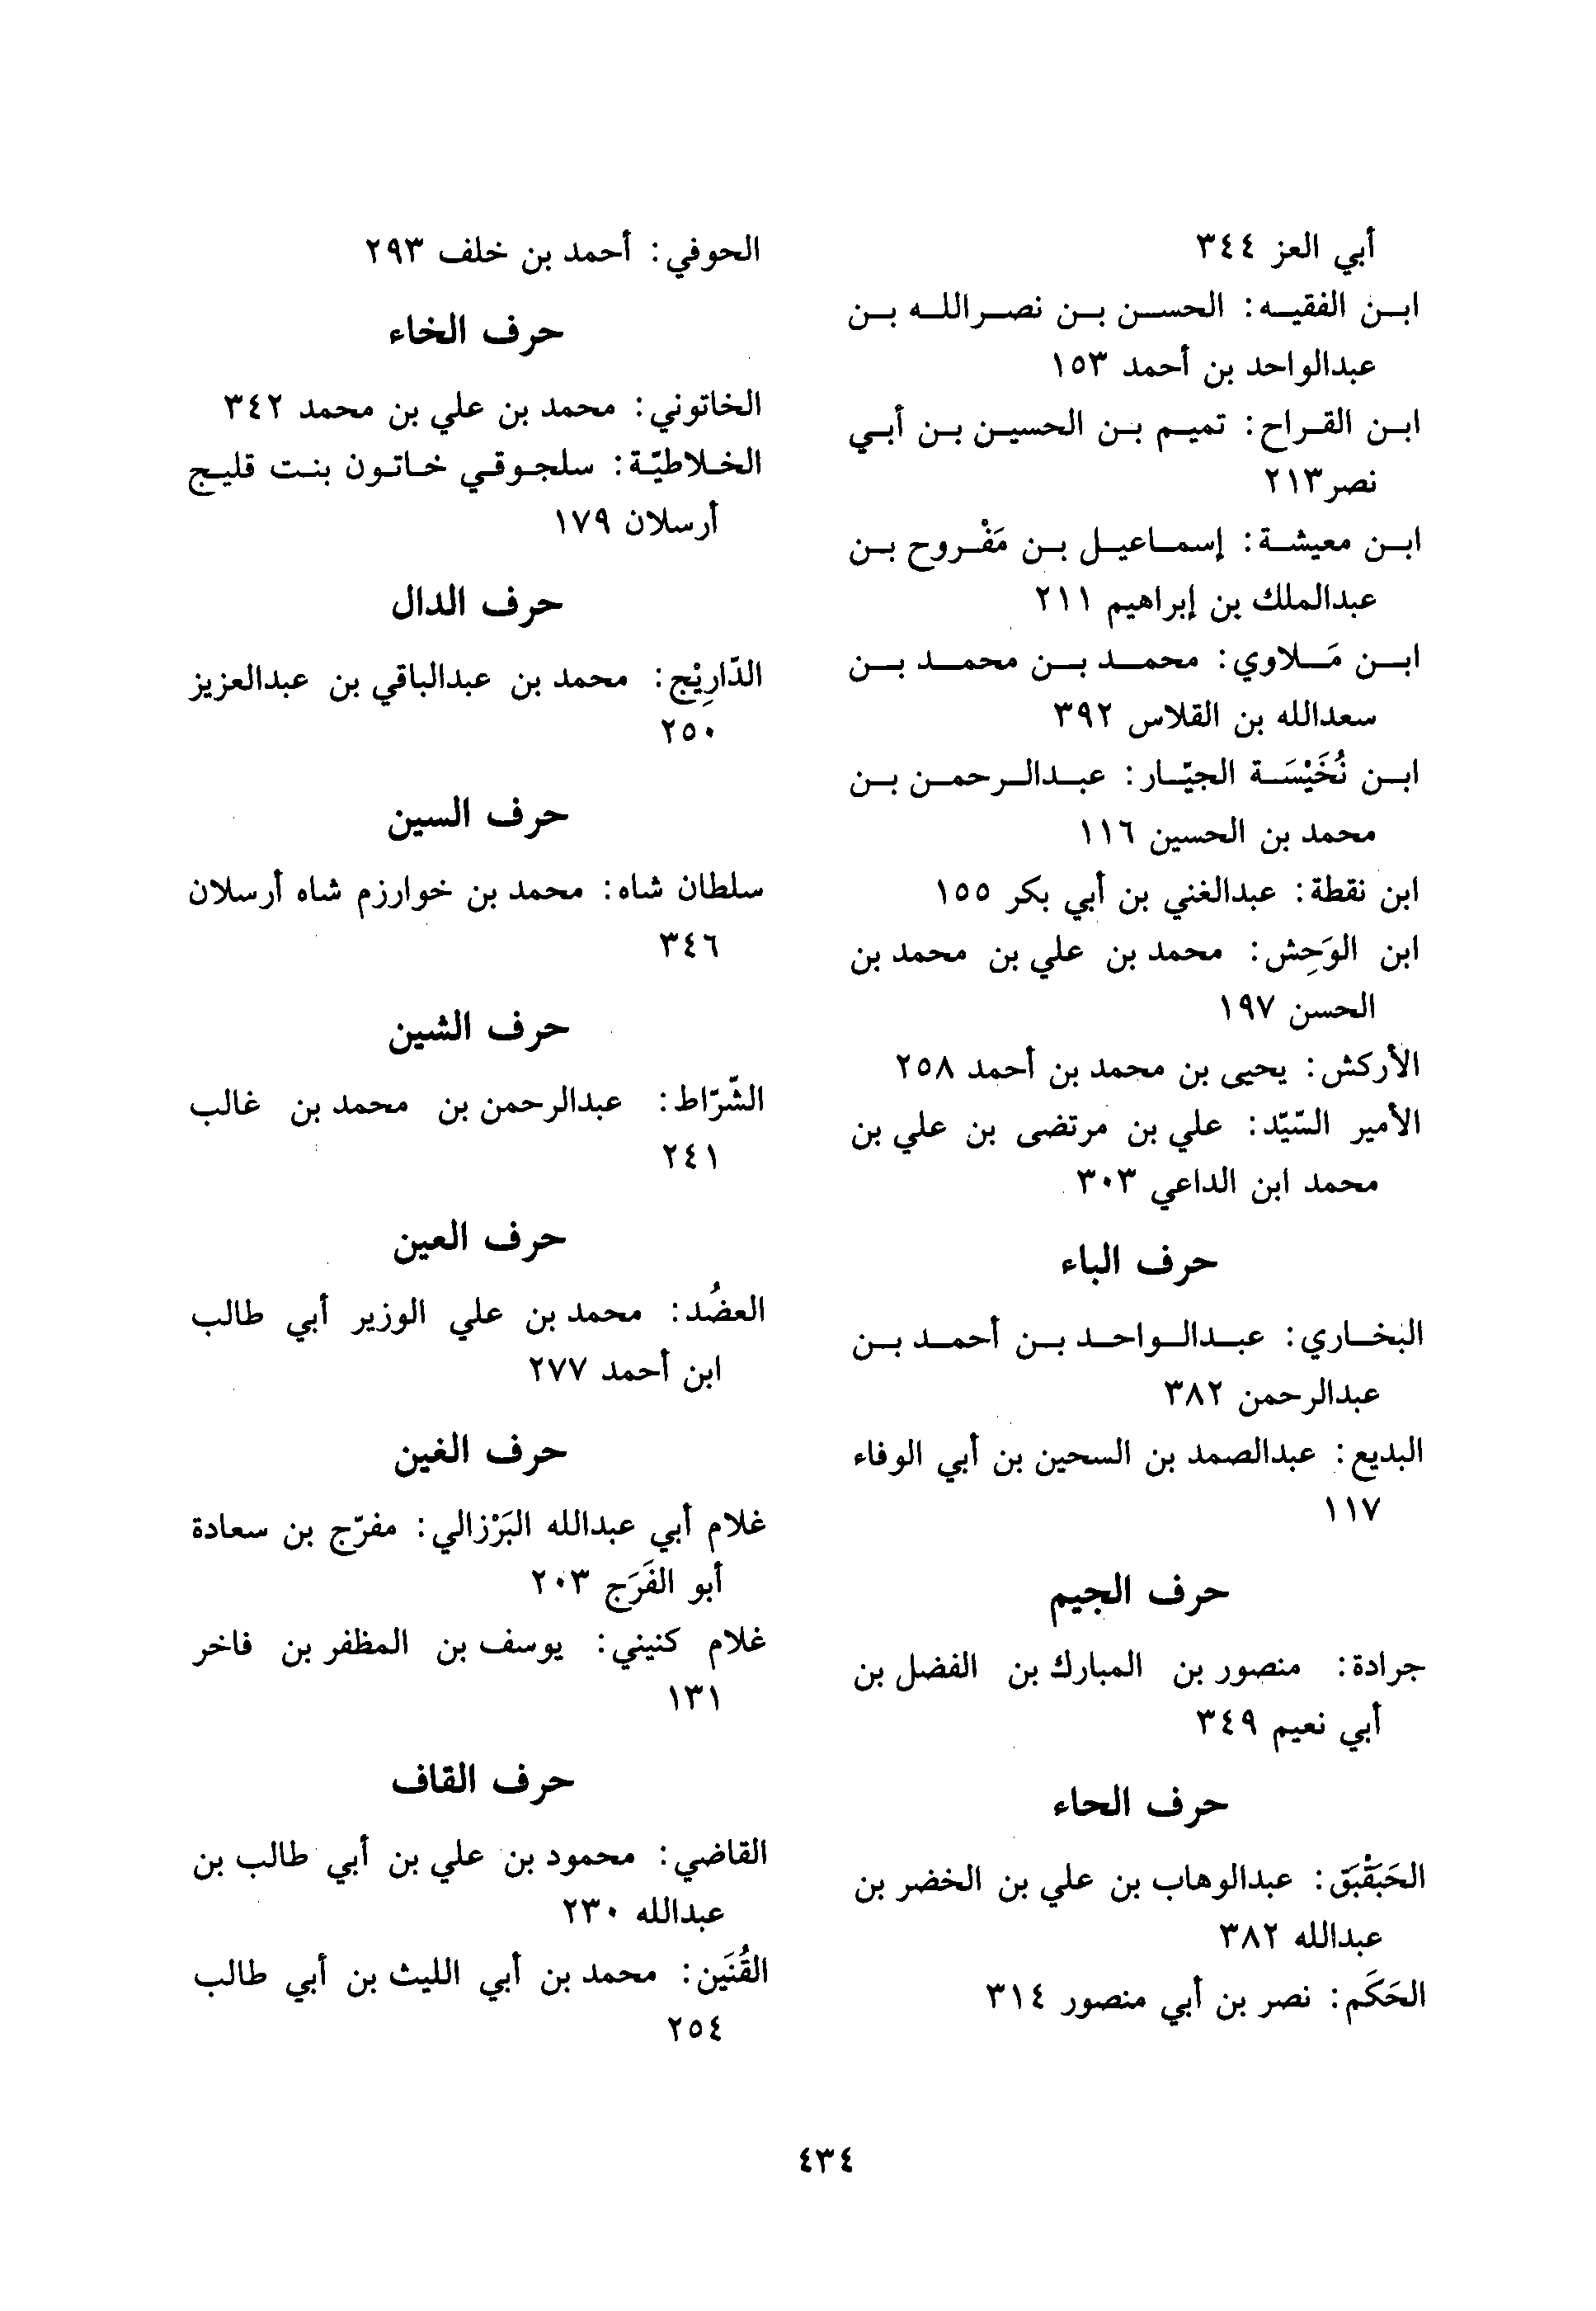 أبي العز ٣٤٤
ابن الفقيه: الحسن بن نصرالله بن
عبدالواحد بن أحمد ١٥٣
ابن القراح: تميم بن الحسين بن أبي
نصر٢١٣
ابن معيشة: إسماعيل بن مَفْروح بن
عبدالملك بن إبراهيم ٢١١
ابن مَلاوي: محمد بن محمد بن
سعدالله بن القلاس ٣٩٢
ابن نُخَيْسَة الجيّار: عبدالرحمن بن
محمد بن الحسين ١١٦
ابن نقطة: عبدالغني بن أبي بكر ١٥٥
ابن الوَحِش: محمد بن علي بن محمد بن
الحسن ١٩٧
الأركش: يحيى بن محمد بن أحمد ٢٥٨
الأمير السّيّد: علي بن مرتضى بن علي بن
محمد ابن الداعي ٣٠٣
حرف الباء
البخاري: عبدالواحد بن أحمد بن
عبدالرحمن ٣٨٢
البديع: عبدالصمد بن السحين بن أبي الوفاء
١١٧
حرف الجيم
جرادة: منصور بن المبارك بن الفضل بن
أبي نعيم ٣٤٩
حرف الحاء
الحَبَقْبَق: عبدالوهاب بن علي بن الخضر بن
عبدالله ٣٨٢
الحَكَم: نصر بن أبي منصور ٣١٤
الحوفي: أحمد بن خلف ٢٩٣
حرف الخاء
الخاتوني: محمد بن علي بن محمد ٣٤٢
الخلاطيّة: سلجوقي خاتون بنت قليج
أرسلان ١٧٩
حرف الدال
الدّارِيْج: محمد بن عبدالباقي بن عبدالعزيز
٢٥٠
حرف السين
سلطان شاه: محمد بن خوارزم شاه أرسلان
٣٤٦
حرف الشين
الشّرّاط: عبدالرحمن بن محمد بن غالب
٢٤١
حرف العين
العضُد: محمد بن علي الوزير أبي طالب
ابن أحمد ٢٧٧
حرف الغين
غلام أبي عبدالله البَرْزالي: مفرّج بن سعادة
أبو الفَرَج ٢٠٣
غلام كنيني: يوسف بن المظفر بن فاخر
١٣١
حرف القاف
القاضي: محمود بن علي بن أبي طالب بن
عبدالله ٢٣٠
القُنَين: محمد بن أبي الليث بن أبي طالب
٢٥٤
٤٣٤